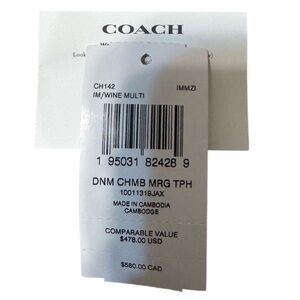 COACH
CH142 IMMZI
IM/WINE MULTI
1 95031 82428 9
DNM CHMB MRG TPH
10011319JAX
MADE IN CAMBODIA
CAMBODGE
COMPARABLE VALUE
$478.00 USD
$580.00 CAD